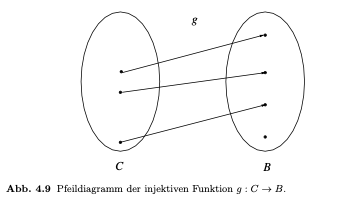 g
C B
Abb. 4.9 Pfeildiagramm der injektiven Funktion g : C → B.